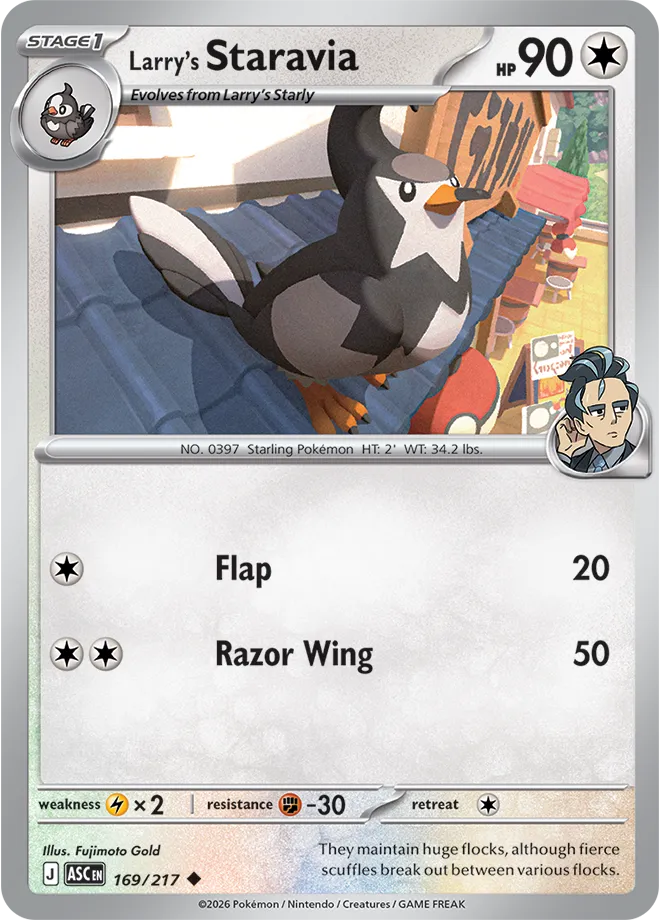 STAGE 1
Larry's Staravia
HP 90
Evolves from Larry's Starly
NO. 0397 Starling Pokémon HT: 2' WT: 34.2 lbs.
Flap 20
Razor Wing 50
weakness ×2 resistance -30 retreat
Illus. Fujimoto Gold
They maintain huge flocks, although fierce
scuffles break out between various flocks.
J ASC EN 169/217
©2026 Pokémon / Nintendo / Creatures / GAME FREAK